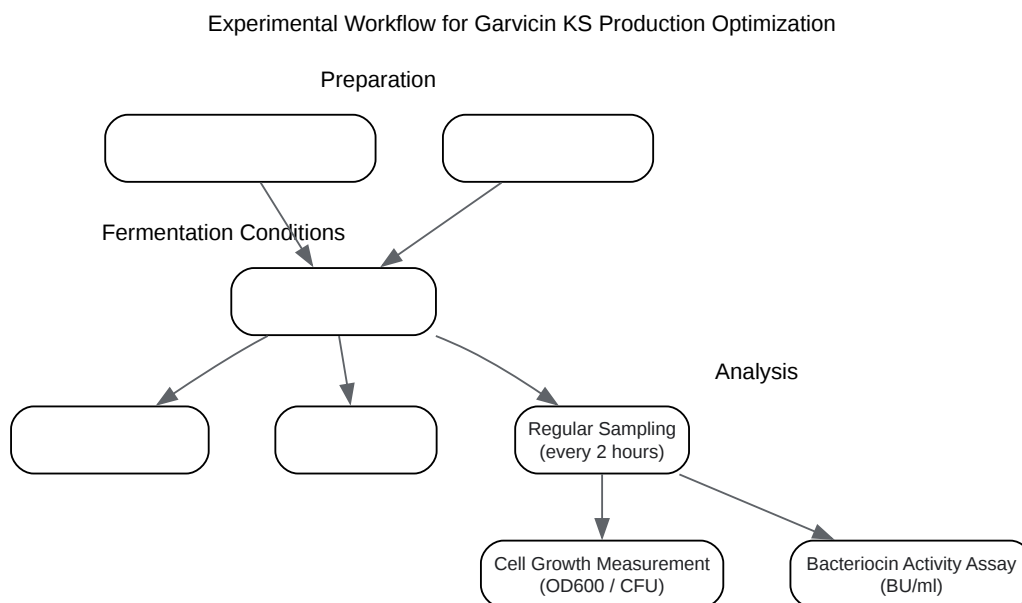 Experimental Workflow for Garvicin KS Production Optimization
Preparation
Fermentation Conditions
Analysis
Regular Sampling
(every 2 hours)
Cell Growth Measurement
(OD600 / CFU)
Bacteriocin Activity Assay
(BU/ml)